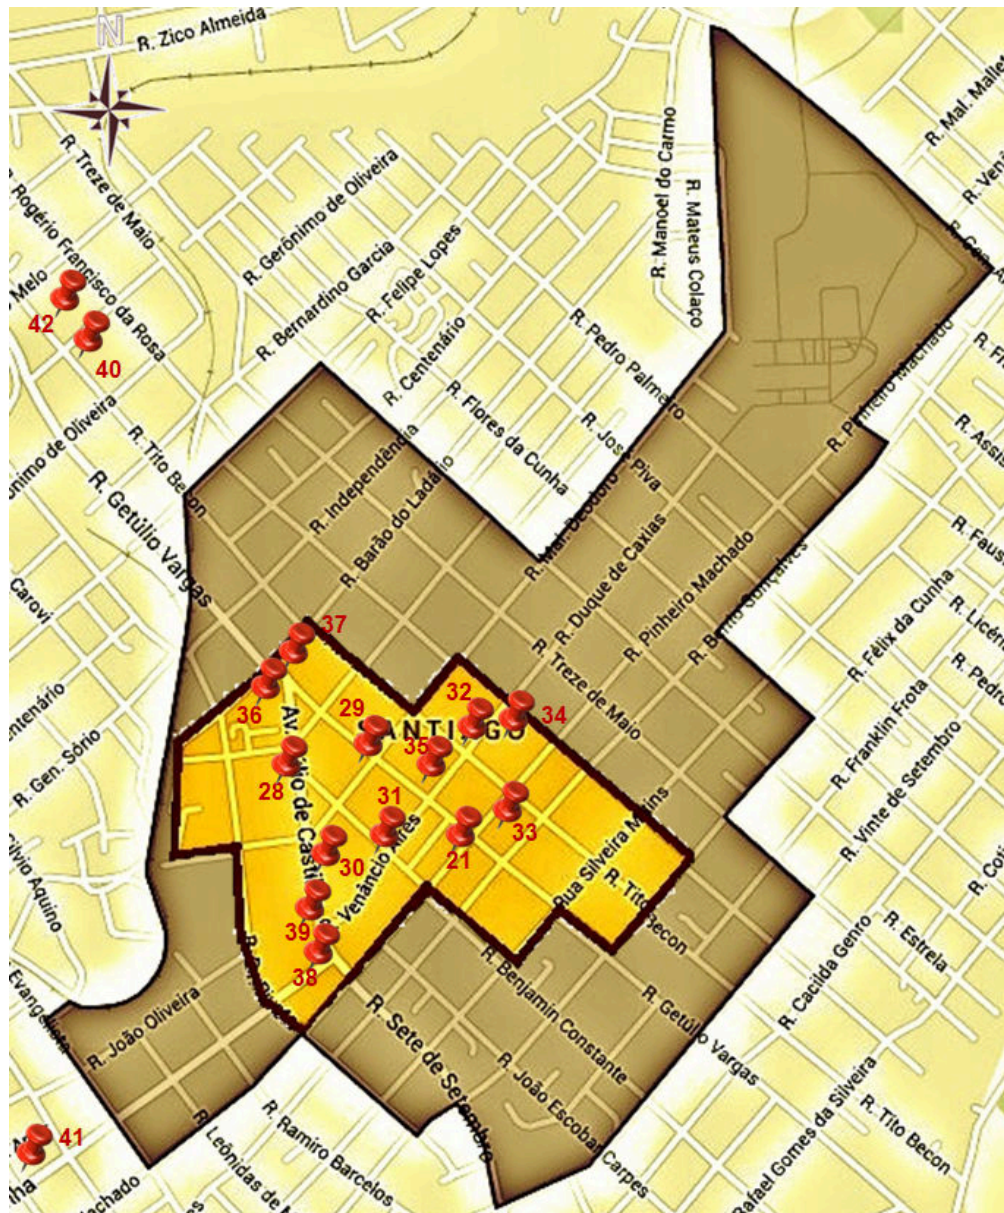 N
R. Zico Almeida
R. Treze de Maio
Rogério Francisco da Rosa
Melo
R. Gerônimo de Oliveira
R. Bernardino Garcia
R. Felipe Lopes
R. Centenário
R. Manoel do Carmo
R. Mateus Colaço
R. Mal. Mallet
R. Pedro Palmeiro
R. Flores da Cunha
R. José Piva
R. Pinheiro Machado
R. Independência
R. Barão do Ladário
R. Tito Becon
R. Getúlio Vargas
R. Mal. Deodoro
R. Duque de Caxias
R. Pinheiro Machado
R. Bento Gonçalves
R. Treze de Maio
R. Félix da Cunha
R. Franklin Frota
R. Vinte de Setembro
Carovi
R. Gen. Sório
42
40
37
36
29
32
34
SANTIAGO
35
28
31
33
21
30
39
38
41
R. Venâncio Aires
Rua Silveira Martins
R. Tito Becon
R. Benjamin Constante
R. Getúlio Vargas
R. Cacilda Genro
R. Estrela
R. João Oliveira
R. Sete de Setembro
R. João Escobar
Carpes
R. Ramiro Barcelos
R. Leônidas de
Rafael Gomes da Silveira
R. Tito Becon